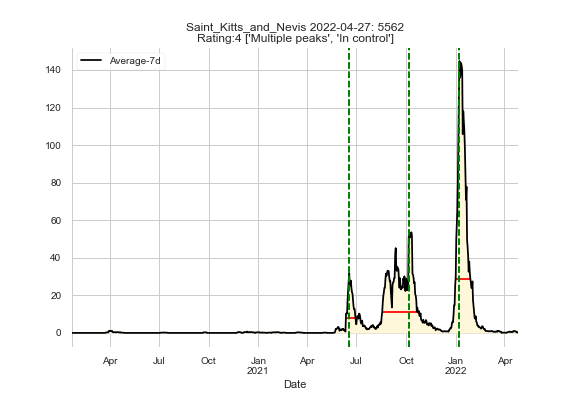 Saint_Kitts_and_Nevis 2022-04-27: 5562
Rating:4 ['Multiple peaks', 'In control']
Average-7d
140
120
100
80
60
40
20
0
Apr Jul Oct Jan Apr Jul Oct Jan Apr
2021 2022
Date